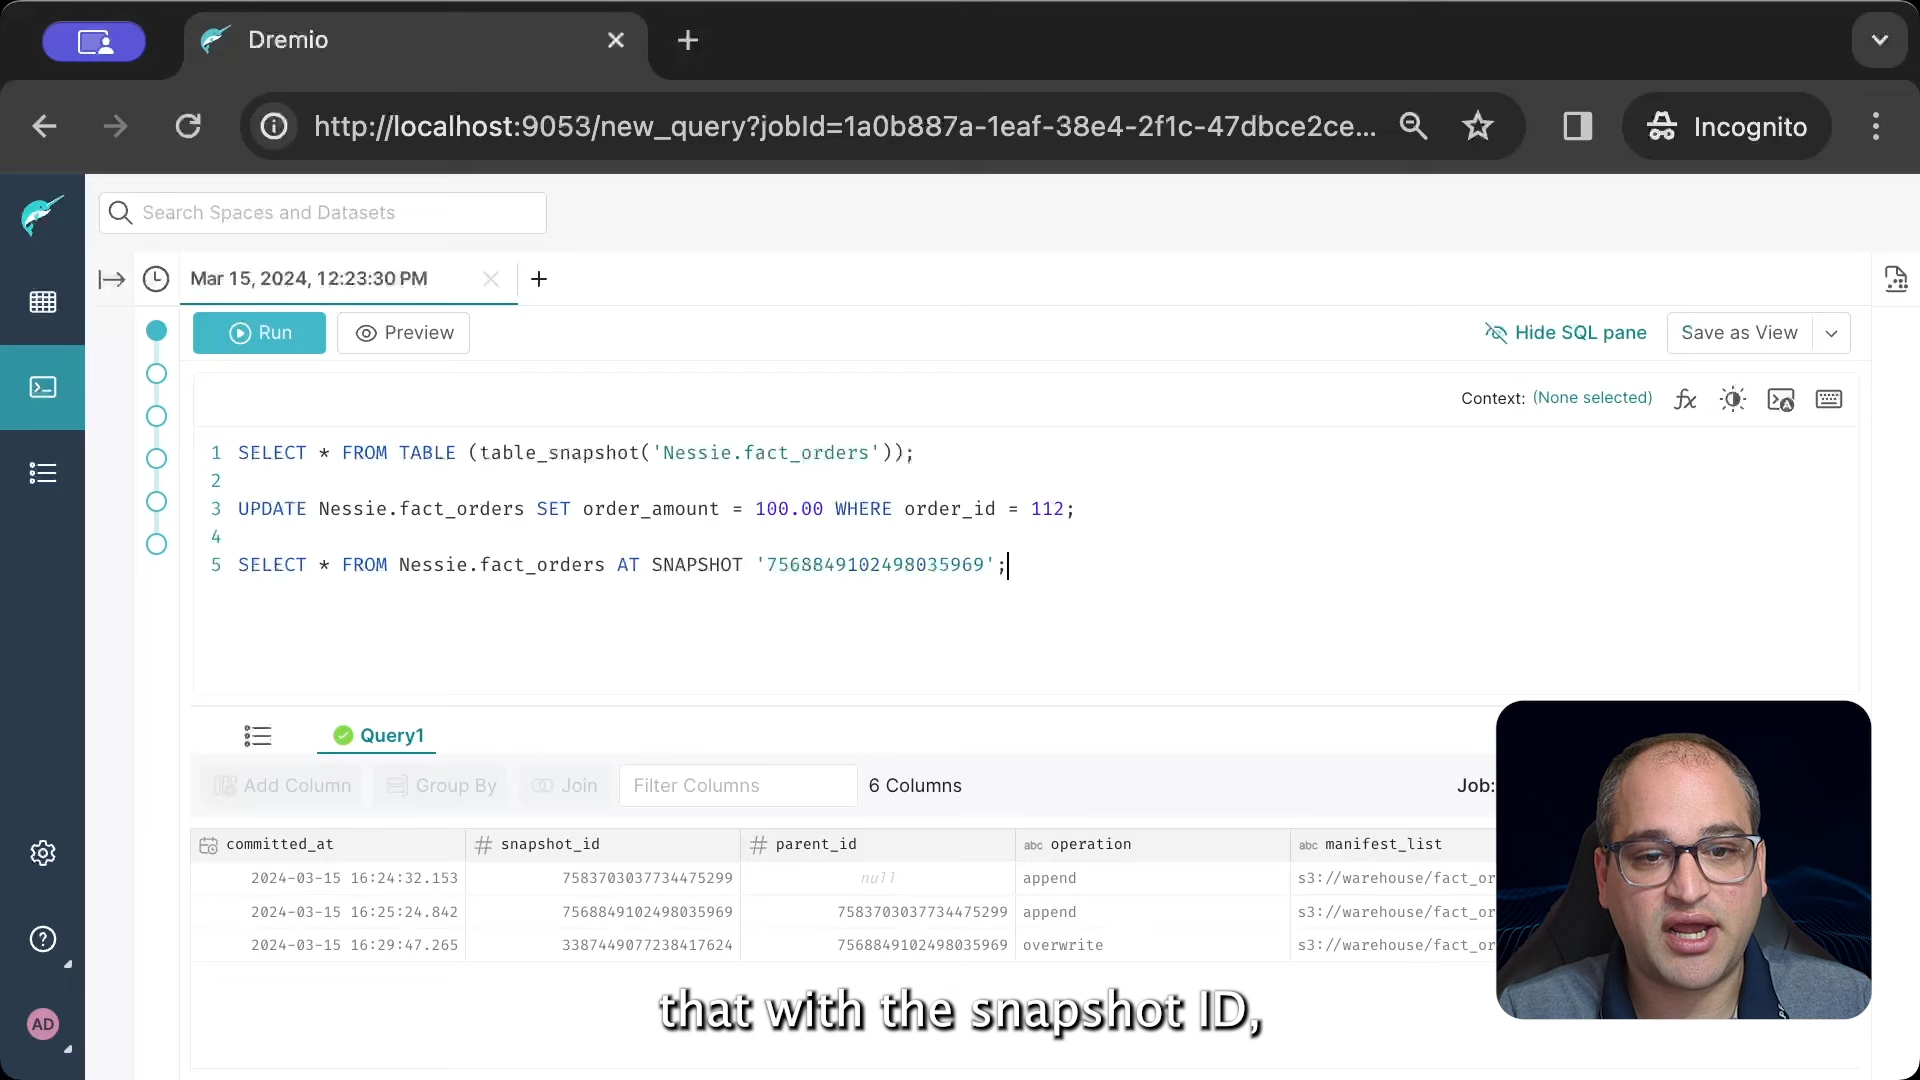 Dremio
http://localhost:9053/new_query?jobId=1a0b887a-1eaf-38e4-2f1c-47dbce2ce...
Incognito
Search Spaces and Datasets
Mar 15, 2024, 12:23:30 PM
Run
Preview
Hide SQL pane
Save as View
Context: (None selected)
fx
1 SELECT * FROM TABLE (table_snapshot('Nessie.fact_orders'));
2
3 UPDATE Nessie.fact_orders SET order_amount = 100.00 WHERE order_id = 112;
4
5 SELECT * FROM Nessie.fact_orders AT SNAPSHOT '7568849102498035969';
Query1
Add Column
Group By
Join
Filter Columns
6 Columns
Job:
committed_at # snapshot_id # parent_id abc operation abc manifest_list
2024-03-15 16:24:32.153 7583703037734475299 null append s3://warehouse/fact_or
2024-03-15 16:25:24.842 7568849102498035969 7583703037734475299 append s3://warehouse/fact_or
2024-03-15 16:29:47.265 3387449077238417624 7568849102498035969 overwrite s3://warehouse/fact_or
AD
that with the snapshot ID,